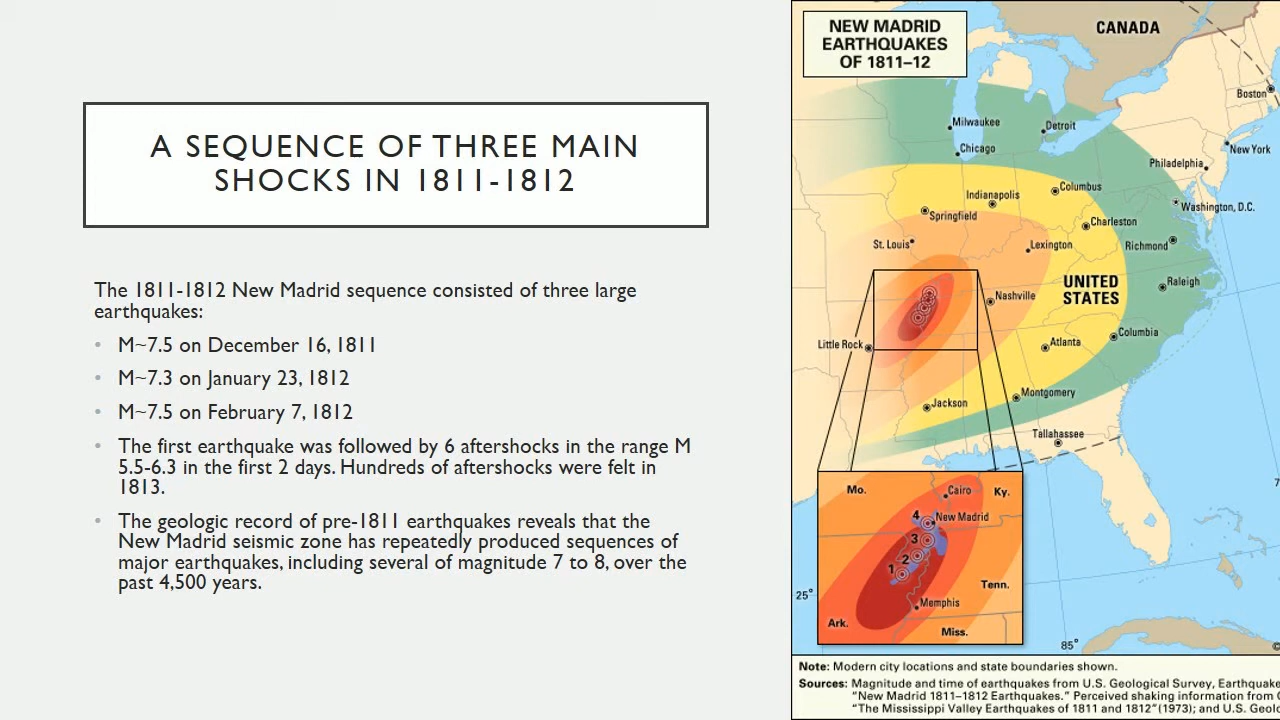 A SEQUENCE OF THREE MAIN
SHOCKS IN 1811-1812
The 1811-1812 New Madrid sequence consisted of three large
earthquakes:
• M~7.5 on December 16, 1811
• M~7.3 on January 23, 1812
• M~7.5 on February 7, 1812
• The first earthquake was followed by 6 aftershocks in the range M
5.5-6.3 in the first 2 days. Hundreds of aftershocks were felt in
1813.
• The geologic record of pre-1811 earthquakes reveals that the
New Madrid seismic zone has repeatedly produced sequences of
major earthquakes, including several of magnitude 7 to 8, over the
past 4,500 years.
NEW MADRID
EARTHQUAKES
OF 1811–12
CANADA
Boston
Milwaukee
Detroit
Chicago
New York
Philadelphia
Columbus
Indianapolis
Washington, D.C.
Springfield
Charleston
St. Louis
Lexington
Richmond
UNITED
STATES
Raleigh
Nashville
Columbia
Little Rock
Atlanta
Montgomery
Jackson
Tallahassee
Mo.
Cairo
Ky.
4
New Madrid
3
2
1
Tenn.
Memphis
Ark.
Miss.
25°
85°
7
©
Note: Modern city locations and state boundaries shown.
Sources: Magnitude and time of earthquakes from U.S. Geological Survey, Earthquake
"New Madrid 1811–1812 Earthquakes." Perceived shaking information from
"The Mississippi Valley Earthquakes of 1811 and 1812" (1973); and U.S. Geol